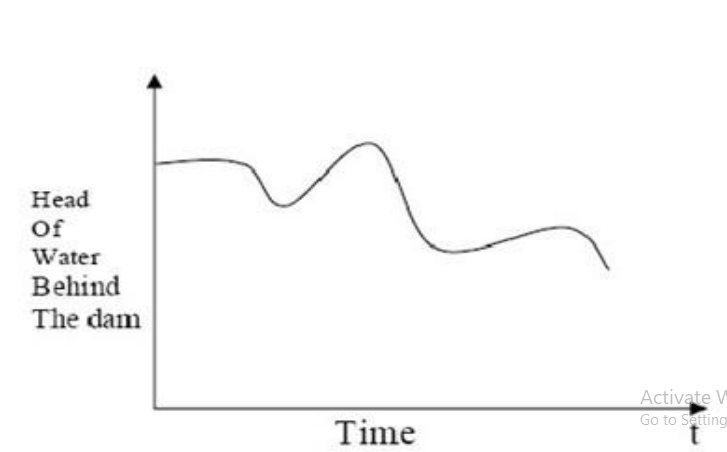 Head
Of
Water
Behind
The dam
Activate W
Go to Setting
Time
t